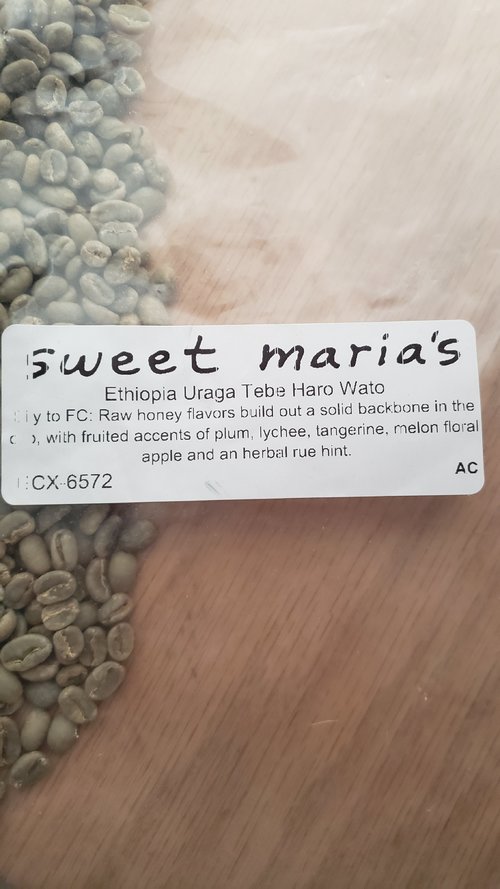 sweet maria's
Ethiopia Uraga Tebe Haro Wato
to FC: Raw honey flavors build out a solid backbone in the
with fruited accents of plum, lychee, tangerine, melon floral
apple and an herbal rue hint.
CX-6572
AC